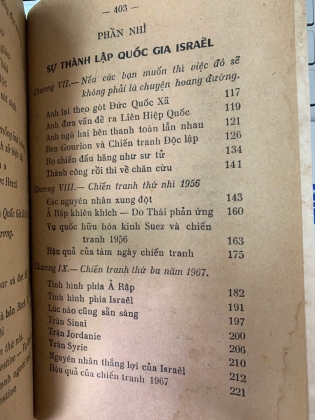 — 403 —
PHẦN NHÌ
SỰ THÀNH LẬP QUỐC GIA ISRAËL
Chương VII.— Nếu các bạn muốn thì việc đó sẽ
không phải là chuyện hoang đường.
Anh lại theo gót Đức Quốc Xã 117
Anh đưa vấn đề ra Liên Hiệp Quốc 119
Anh ngó hai bên thanh toán lẫn nhau 121
Ben Gourion và Chiến tranh Độc lập 126
Họ chiến đấu hăng như sư tử 134
Thành công rồi thì về chăn cừu 141
Chương VIII.— Chiến tranh thứ nhì 1956
Các nguyên nhân xung đột 143
Ả Rập khiêu khích — Do Thái phản ứng 160
Vụ quốc hữu hóa kinh Suez và chiến
tranh 1956 163
Hậu quả của tám ngày chiến tranh 175
Chương IX.— Chiến tranh thứ ba năm 1967.
Tình hình phía Ả Rập 182
Tình hình phía Israël 191
Lúc nào cũng sẵn sàng 197
Trận Sinai 200
Trận Jordanie 206
Trận Syrie 210
Nguyên nhân thắng lợi của Israël 212
Hậu quả của chiến tranh 1967 221